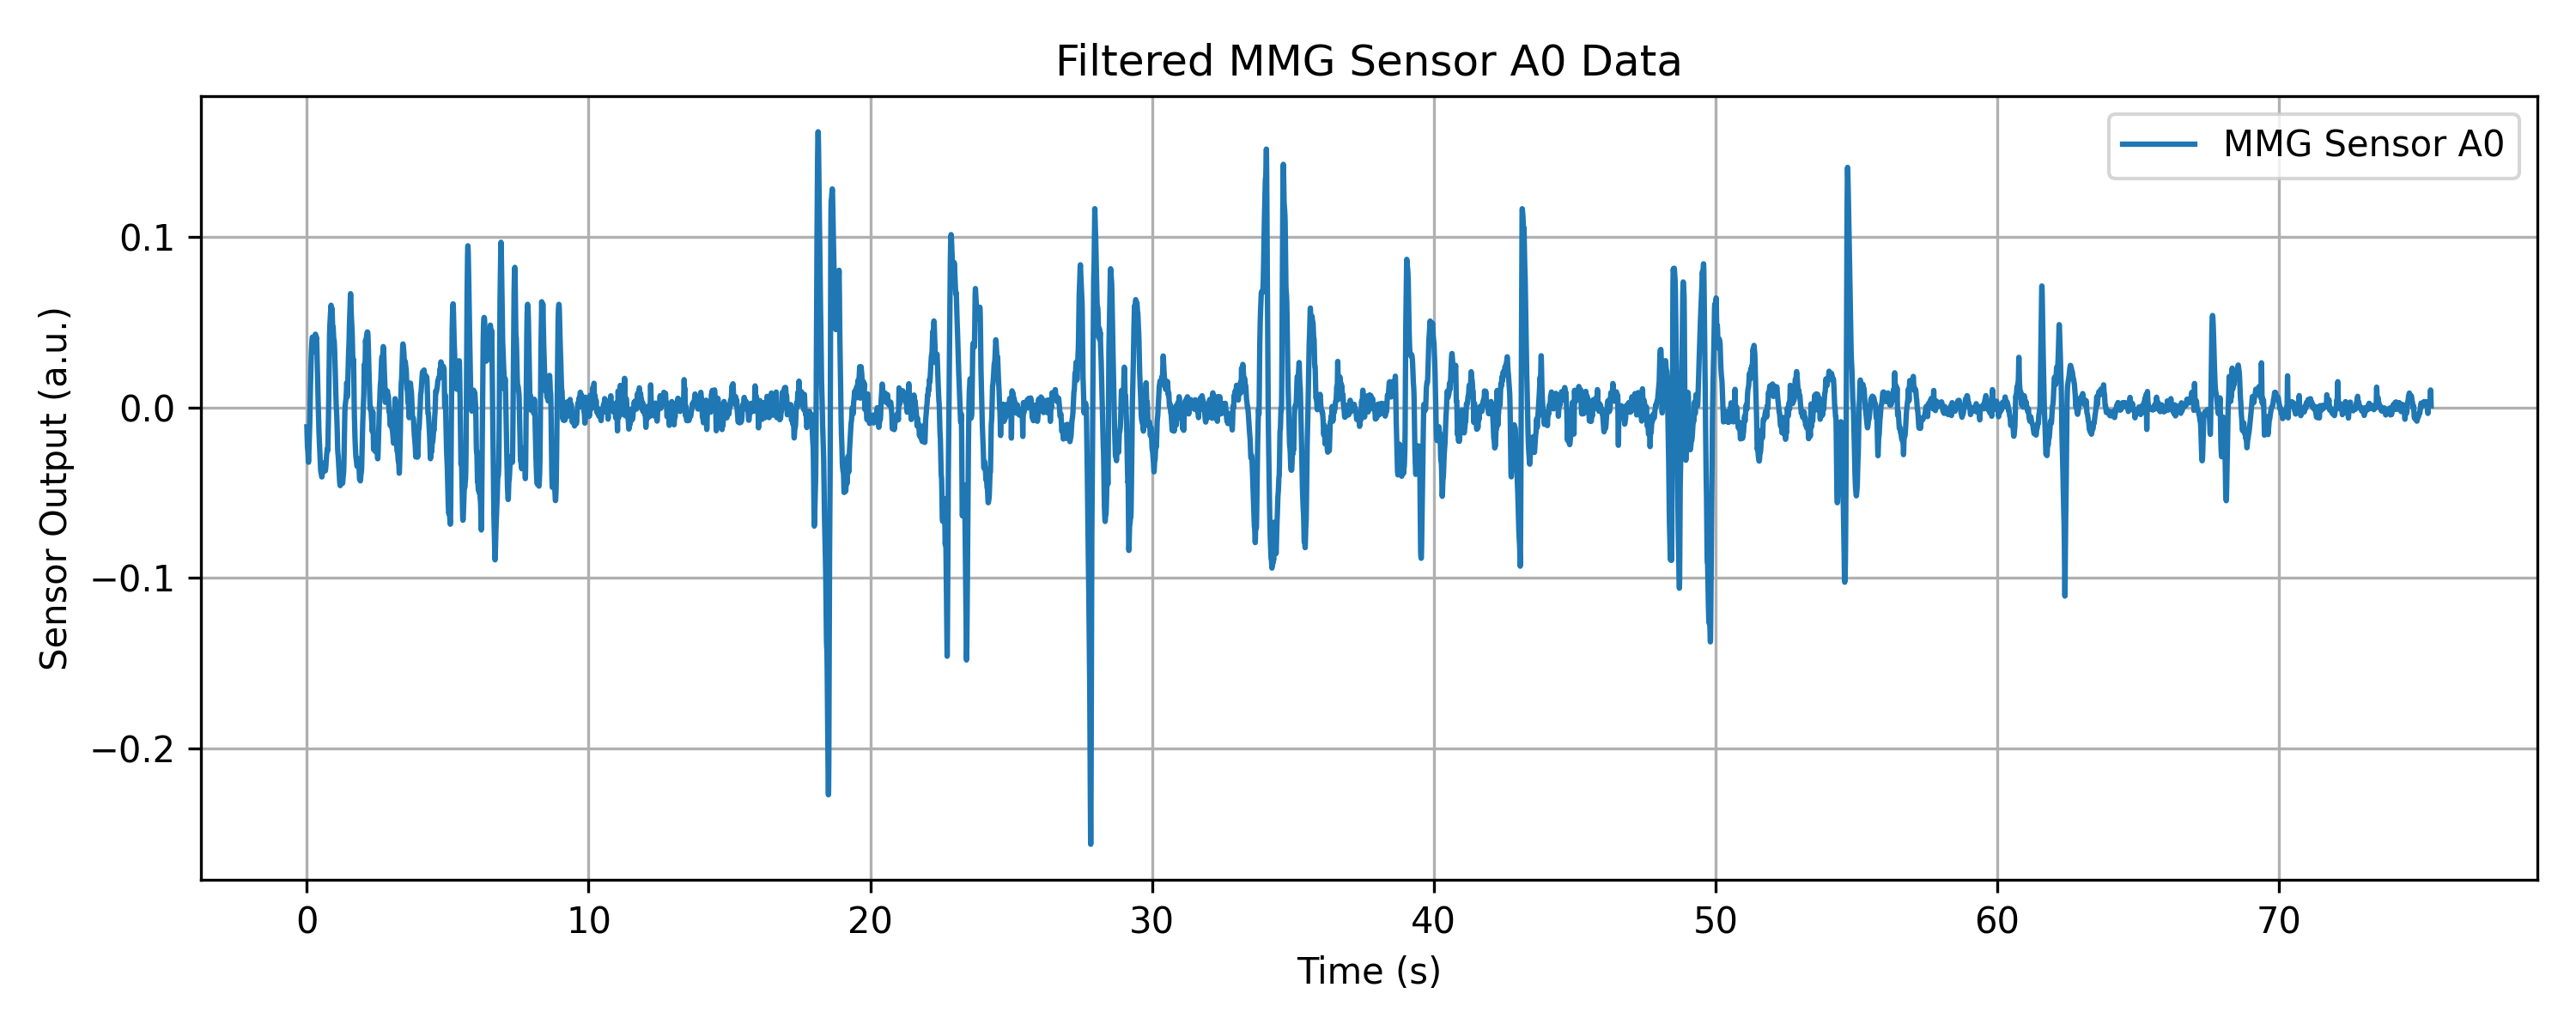 Filtered MMG Sensor A0 Data
MMG Sensor A0
Sensor Output (a.u.)
0.1
0.0
−0.1
−0.2
0 10 20 30 40 50 60 70
Time (s)